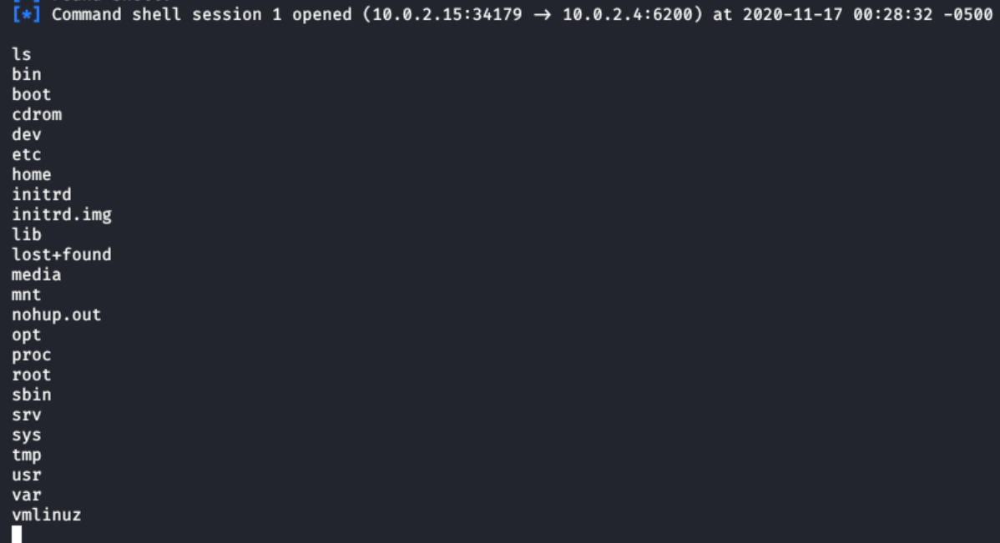 [*] Command shell session 1 opened (10.0.2.15:34179 → 10.0.2.4:6200) at 2020-11-17 00:28:32 -0500
ls
bin
boot
cdrom
dev
etc
home
initrd
initrd.img
lib
lost+found
media
mnt
nohup.out
opt
proc
root
sbin
srv
sys
tmp
usr
var
vmlinuz